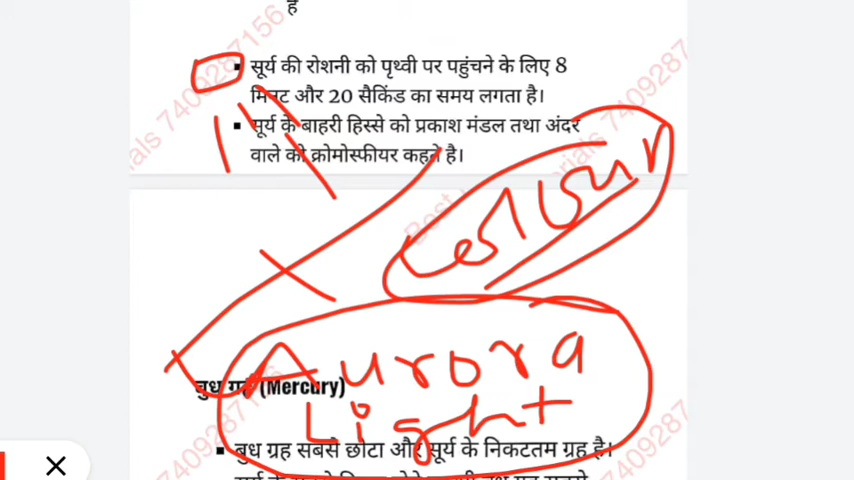 है
▪ सूर्य की रोशनी को पृथ्वी पर पहुंचने के लिए 8
मिनट और 20 सैकिंड का समय लगता है।
▪ सूर्य के बाहरी हिस्से को प्रकाश मंडल तथा अंदर
वाले को क्रोमोस्फीयर कहते है।
Aurora
Light
बुध ग्रह (Mercury)
▪ बुध ग्रह सबसे छोटा और सूर्य के निकटतम ग्रह है।